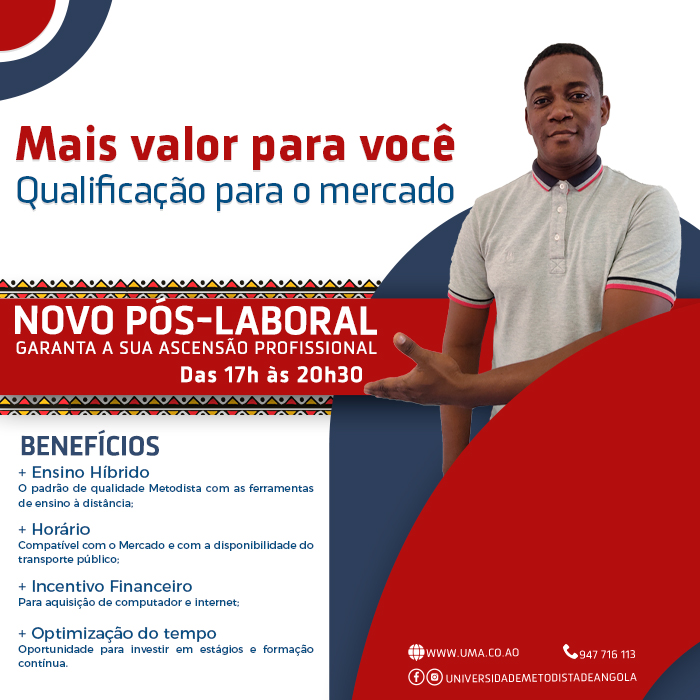 Mais valor para você
Qualificação para o mercado
NOVO PÓS-LABORAL
GARANTA A SUA ASCENSÃO PROFISSIONAL
Das 17h às 20h30
BENEFÍCIOS
+ Ensino Híbrido
O padrão de qualidade Metodista com as ferramentas
de ensino à distância;
+ Horário
Compatível com o Mercado e com a disponibilidade do
transporte público;
+ Incentivo Financeiro
Para aquisição de computador e internet;
+ Optimização do tempo
Oportunidade para investir em estágios e formação
contínua.
WWW.UMA.CO.AO 947 716 113
UNIVERSIDADEMETODISTADEANGOLA